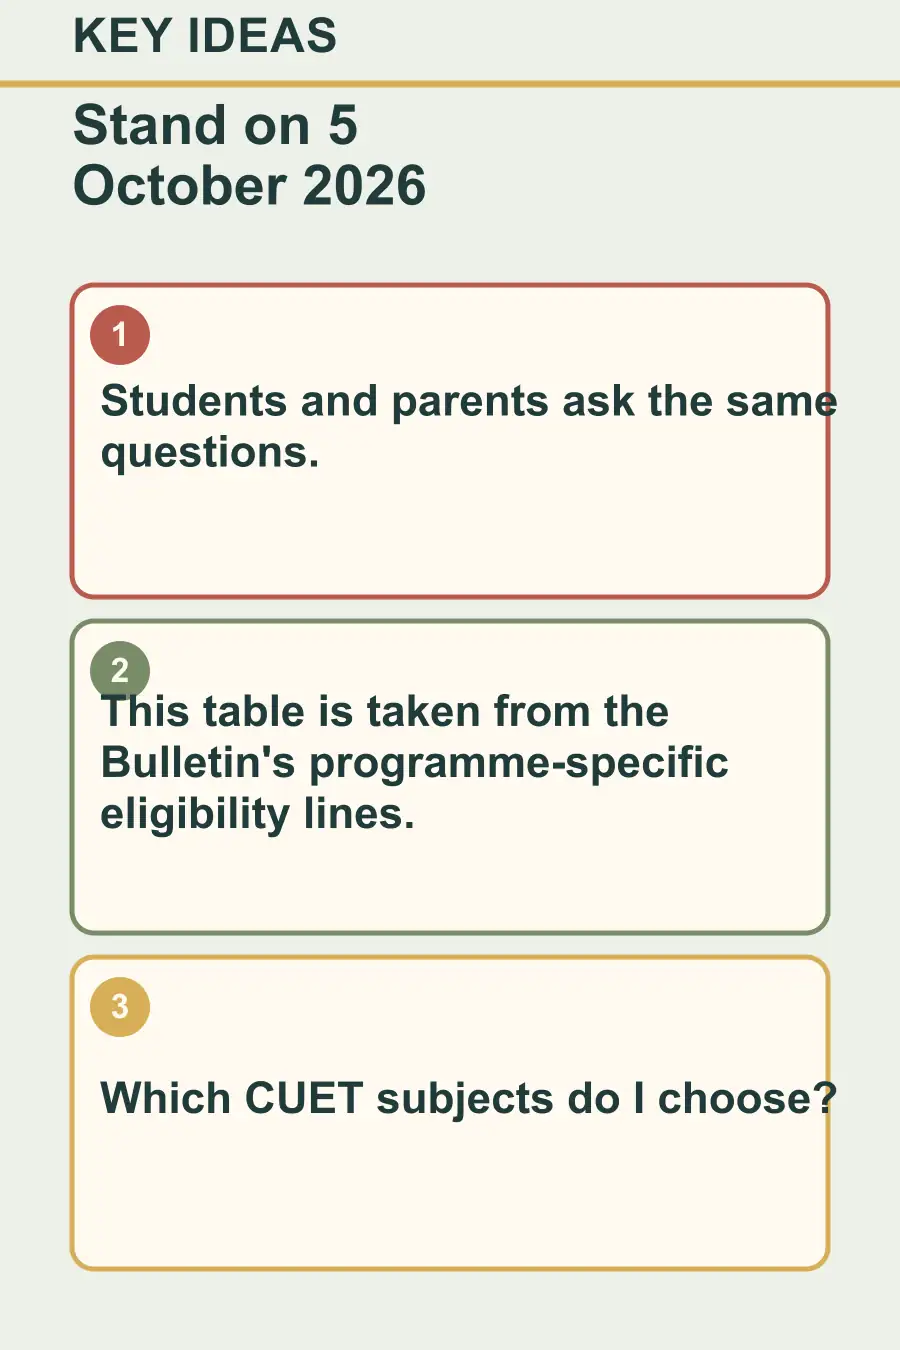 KEY IDEAS
Stand on 5
October 2026
1
Students and parents ask the same
questions.
2
This table is taken from the
Bulletin's programme-specific
eligibility lines.
3
Which CUET subjects do I choose?